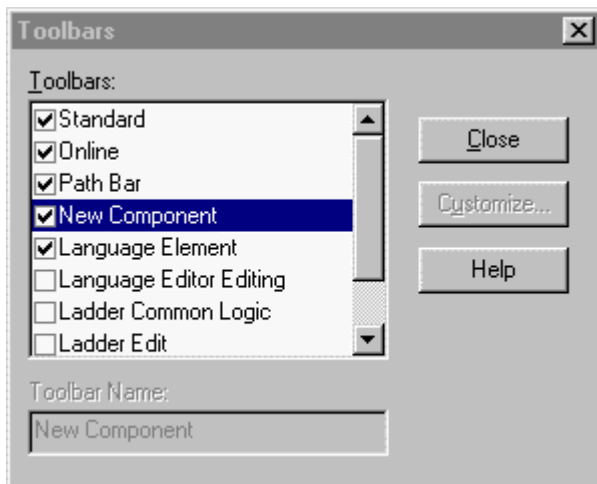 Toolbars
Toolbars:
Standard
Online
Path Bar
New Component
Language Element
Language Editor Editing
Ladder Common Logic
Ladder Edit
Close
Customize...
Help
Toolbar Name:
New Component